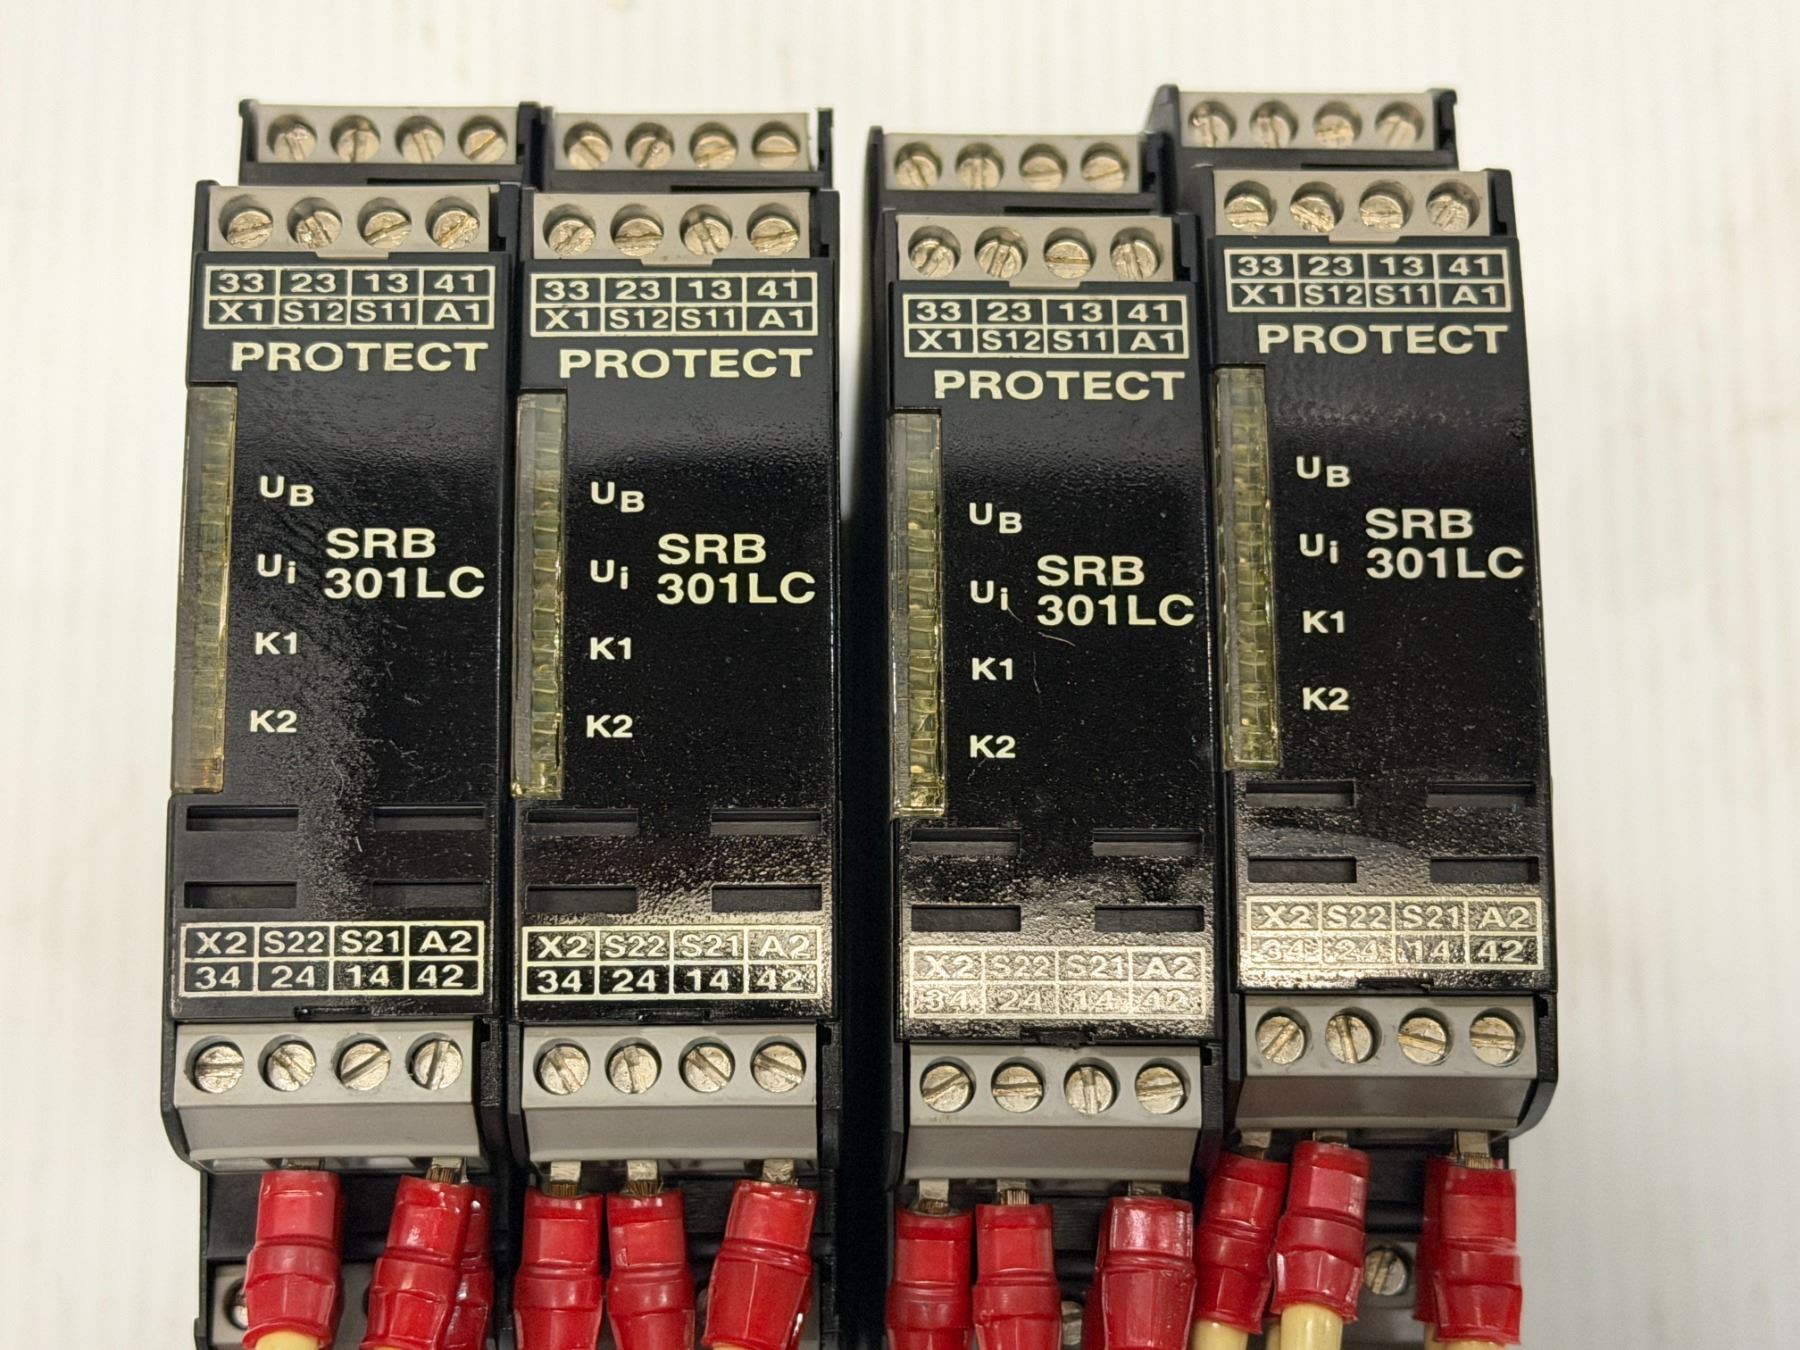 33 23 13 41
X1 S12 S11 A1
PROTECT
UB
Ui
SRB
301LC
K1
K2
X2 S22 S21 A2
34 24 14 42
33 23 13 41
X1 S12 S11 A1
PROTECT
UB
Ui
SRB
301LC
K1
K2
X2 S22 S21 A2
34 24 14 42
33 23 13 41
X1 S12 S11 A1
PROTECT
UB
Ui
SRB
301LC
K1
K2
X2 S22 S21 A2
34 24 14 42
33 23 13 41
X1 S12 S11 A1
PROTECT
UB
Ui
SRB
301LC
K1
K2
X2 S22 S21 A2
34 24 14 42